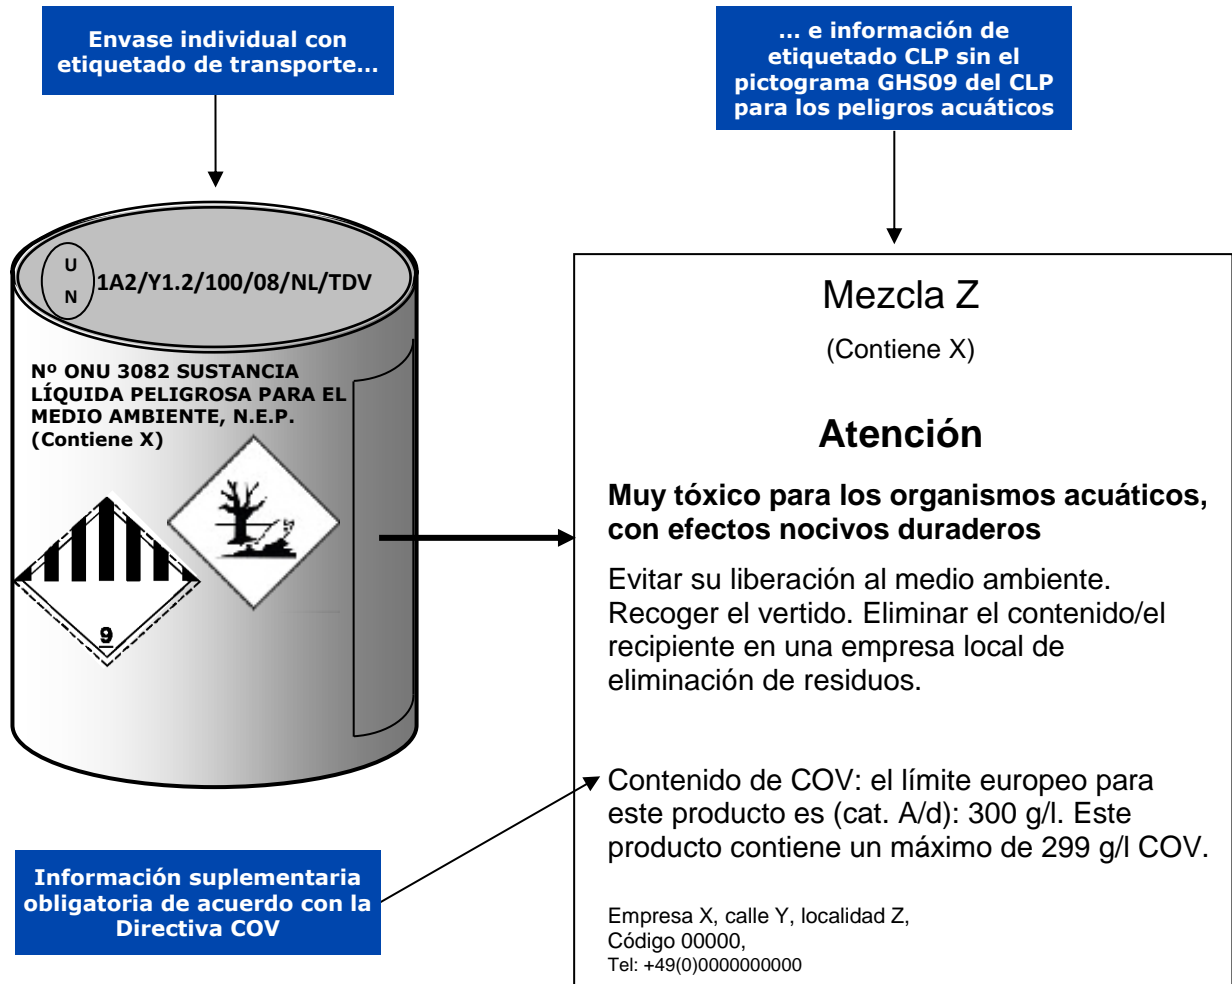 Envase individual con
etiquetado de transporte...
... e información de
etiquetado CLP sin el
pictograma GHS09 del CLP
para los peligros acuáticos
U
N
1A2/Y1.2/100/08/NL/TDV
Nº ONU 3082 SUSTANCIA
LÍQUIDA PELIGROSA PARA EL
MEDIO AMBIENTE, N.E.P.
(Contiene X)
9
Mezcla Z
(Contiene X)
Atención
Muy tóxico para los organismos acuáticos,
con efectos nocivos duraderos
Evitar su liberación al medio ambiente.
Recoger el vertido. Eliminar el contenido/el
recipiente en una empresa local de
eliminación de residuos.
Contenido de COV: el límite europeo para
este producto es (cat. A/d): 300 g/l. Este
producto contiene un máximo de 299 g/l COV.
Empresa X, calle Y, localidad Z,
Código 00000,
Tel: +49(0)0000000000
Información suplementaria
obligatoria de acuerdo con la
Directiva COV